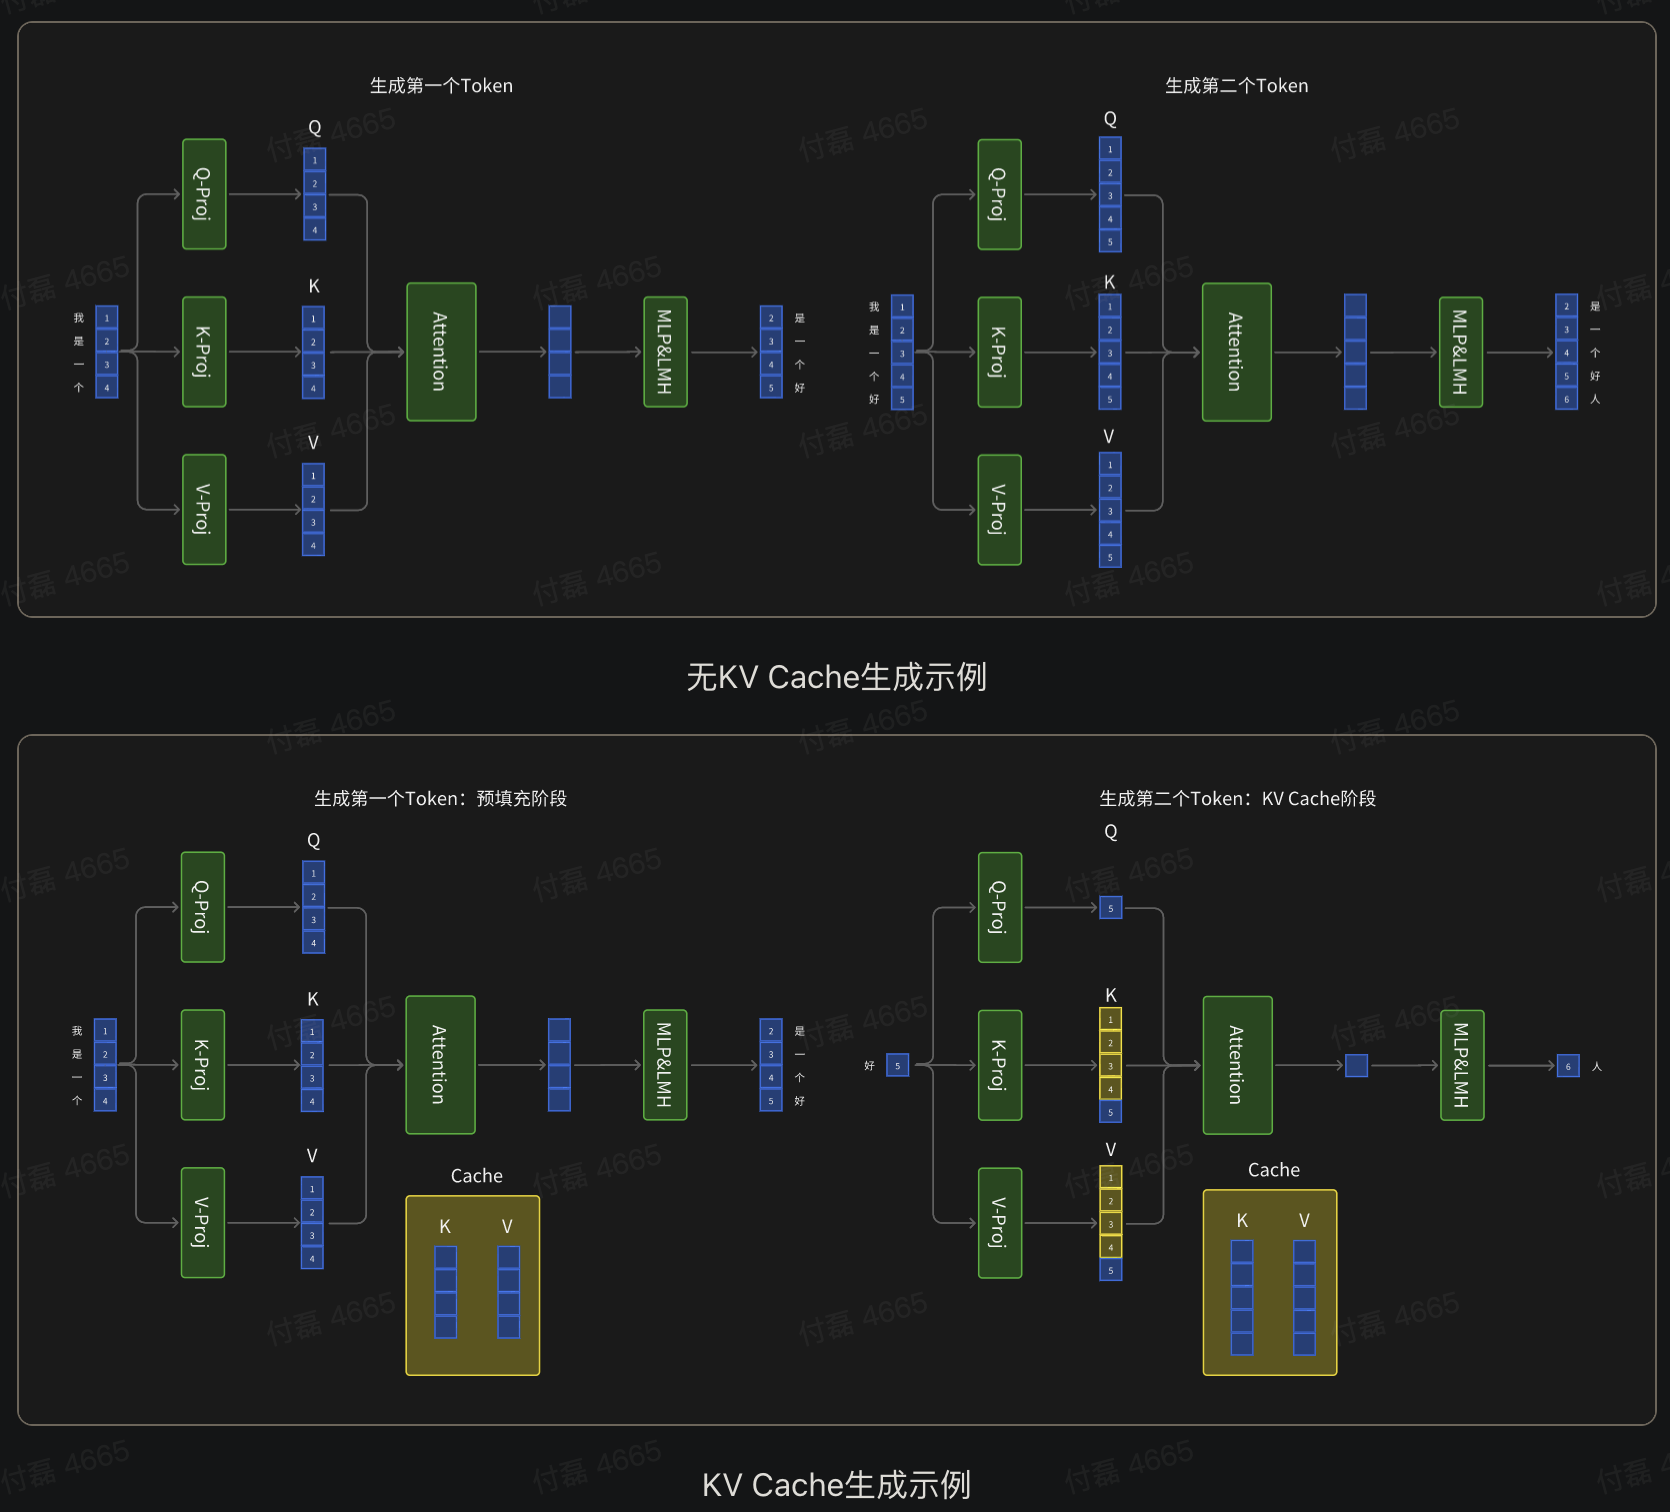 生成第一个Token
Q
1
2
3
4
Q-Proj
K
1
2
3
4
K-Proj
V
1
2
3
4
V-Proj
我 1
是 2
一 3
个 4
Attention
MLP&LMH
2 是
3 一
4 个
5 好
生成第二个Token
Q
1
2
3
4
5
Q-Proj
K
1
2
3
4
5
K-Proj
V
1
2
3
4
5
V-Proj
我 1
是 2
一 3
个 4
好 5
Attention
MLP&LMH
2 是
3 一
4 个
5 好
6 人
无KV Cache生成示例
生成第一个Token：预填充阶段
Q
1
2
3
4
Q-Proj
K
1
2
3
4
K-Proj
V
1
2
3
4
V-Proj
我 1
是 2
一 3
个 4
Attention
MLP&LMH
2 是
3 一
4 个
5 好
Cache
K V
生成第二个Token：KV Cache阶段
Q
5
Q-Proj
K
1
2
3
4
5
K-Proj
V
1
2
3
4
5
V-Proj
好 5
Attention
MLP&LMH
6 人
Cache
K V
KV Cache生成示例
付磊 4665